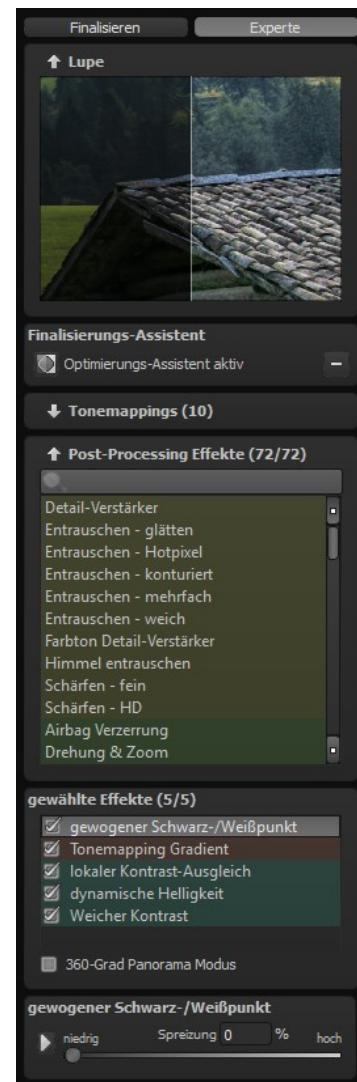 Finalisieren Experte
Lupe
Finalisierungs-Assistent
Optimierungs-Assistent aktiv
Tonemappings (10)
Post-Processing Effekte (72/72)
Detail-Verstärker
Entrauschen - glätten
Entrauschen - Hotpixel
Entrauschen - konturiert
Entrauschen - mehrfach
Entrauschen - weich
Farbton Detail-Verstärker
Himmel entrauschen
Schärfen - fein
Schärfen - HD
Airbag Verzerrung
Drehung & Zoom
gewählte Effekte (5/5)
gewogener Schwarz-/Weißpunkt
Tonemapping Gradient
lokaler Kontrast-Ausgleich
dynamische Helligkeit
Weicher Kontrast
360-Grad Panorama Modus
gewogener Schwarz-/Weißpunkt
niedrig Spreizung 0 % hoch